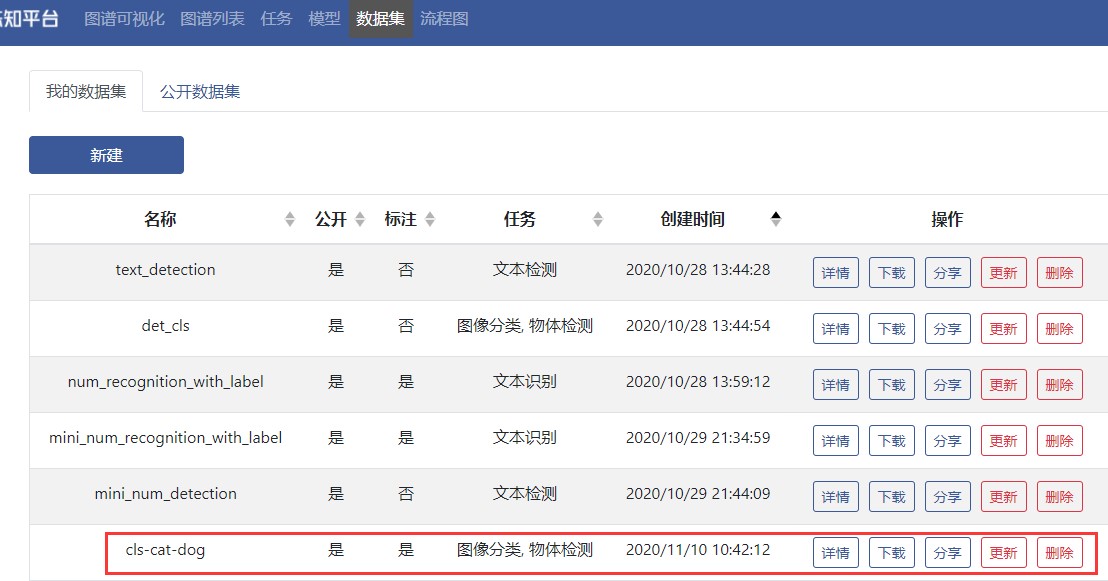 知平台 图谱可视化 图谱列表 任务 模型 数据集 流程图
我的数据集 公开数据集
新建
名称 公开 标注 任务 创建时间 操作
text_detection 是 否 文本检测 2020/10/28 13:44:28 详情 下载 分享 更新 删除
det_cls 是 否 图像分类, 物体检测 2020/10/28 13:44:54 详情 下载 分享 更新 删除
num_recognition_with_label 是 是 文本识别 2020/10/28 13:59:12 详情 下载 分享 更新 删除
mini_num_recognition_with_label 是 是 文本识别 2020/10/29 21:34:59 详情 下载 分享 更新 删除
mini_num_detection 是 否 文本检测 2020/10/29 21:44:09 详情 下载 分享 更新 删除
cls-cat-dog 是 是 图像分类, 物体检测 2020/11/10 10:42:12 详情 下载 分享 更新 删除